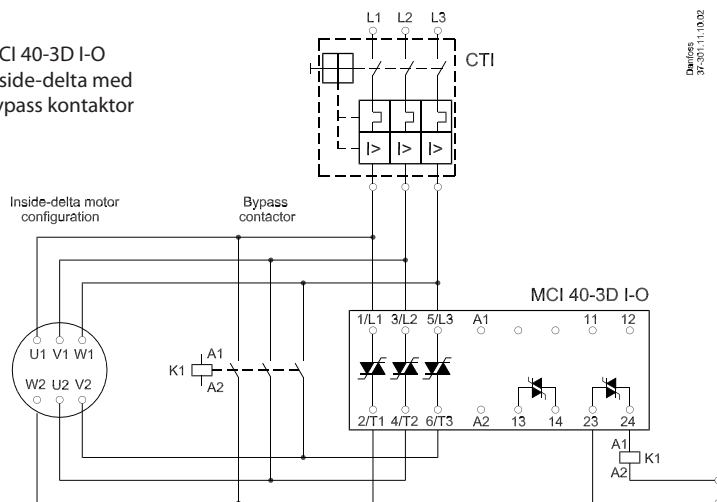 L1 L2 L3
CTI
Danfoss
37-301.11.10.02
CI 40-3D I-O
side-delta med
ypass kontaktor
I> I> I>
Inside-delta motor
configuration
Bypass
contactor
MCI 40-3D I-O
1/L1 3/L2 5/L3 A1 11 12
U1 V1 W1
W2 U2 V2
A1
K1
A2
2/T1 4/T2 6/T3 A2 13 14 23 24
A1
K1
A2